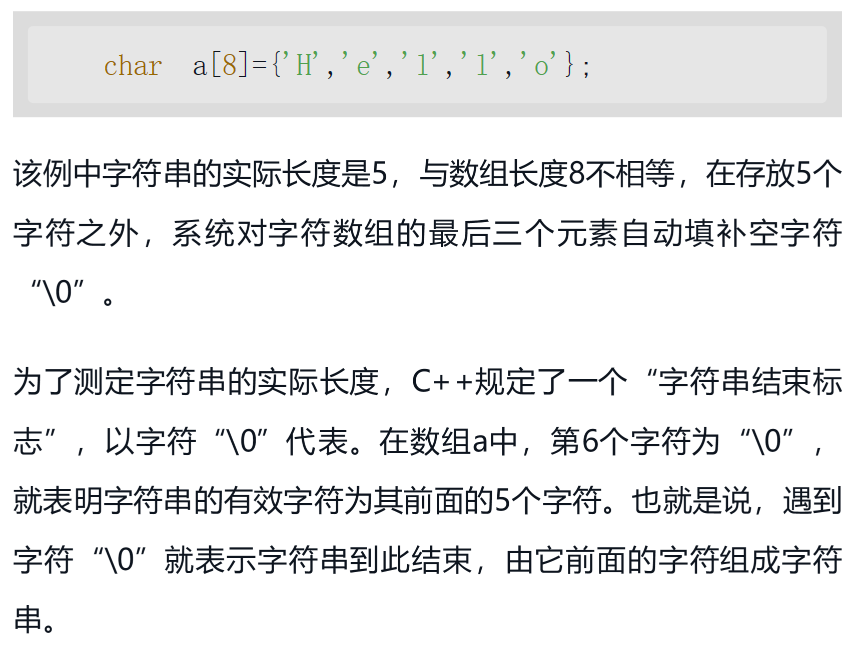 char  a[8]={'H','e','l','l','o'};
该例中字符串的实际长度是5，与数组长度8不相等，在存放5个
字符之外，系统对字符数组的最后三个元素自动填补空字符
“\0”。
为了测定字符串的实际长度，C++规定了一个“字符串结束标
志”，以字符“\0”代表。在数组a中，第6个字符为“\0”，
就表明字符串的有效字符为其前面的5个字符。也就是说，遇到
字符“\0”就表示字符串到此结束，由它前面的字符组成字符
串。